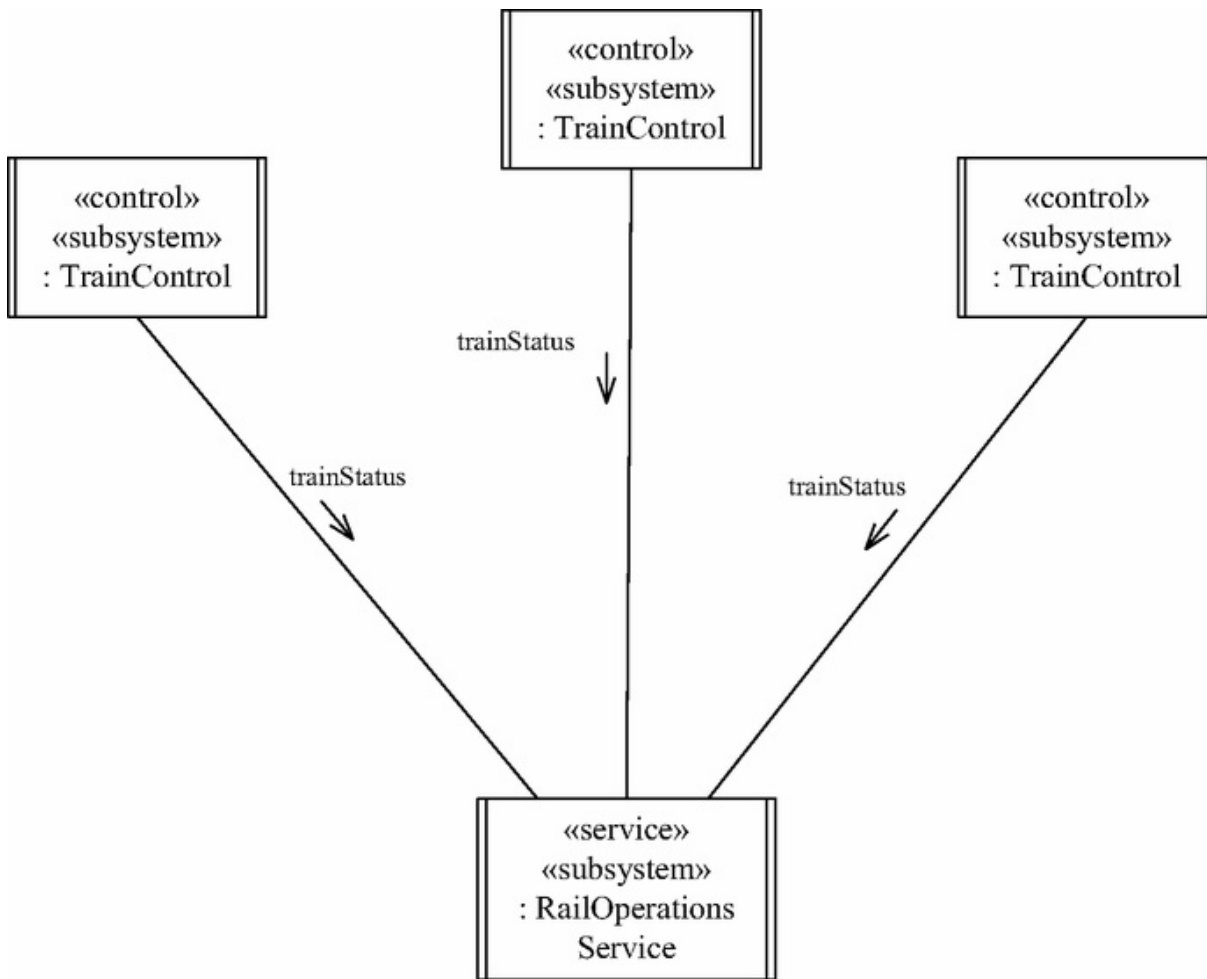 «control»
«subsystem»
: TrainControl
«control»
«subsystem»
: TrainControl
«control»
«subsystem»
: TrainControl
trainStatus
trainStatus
trainStatus
«service»
«subsystem»
: RailOperations
Service